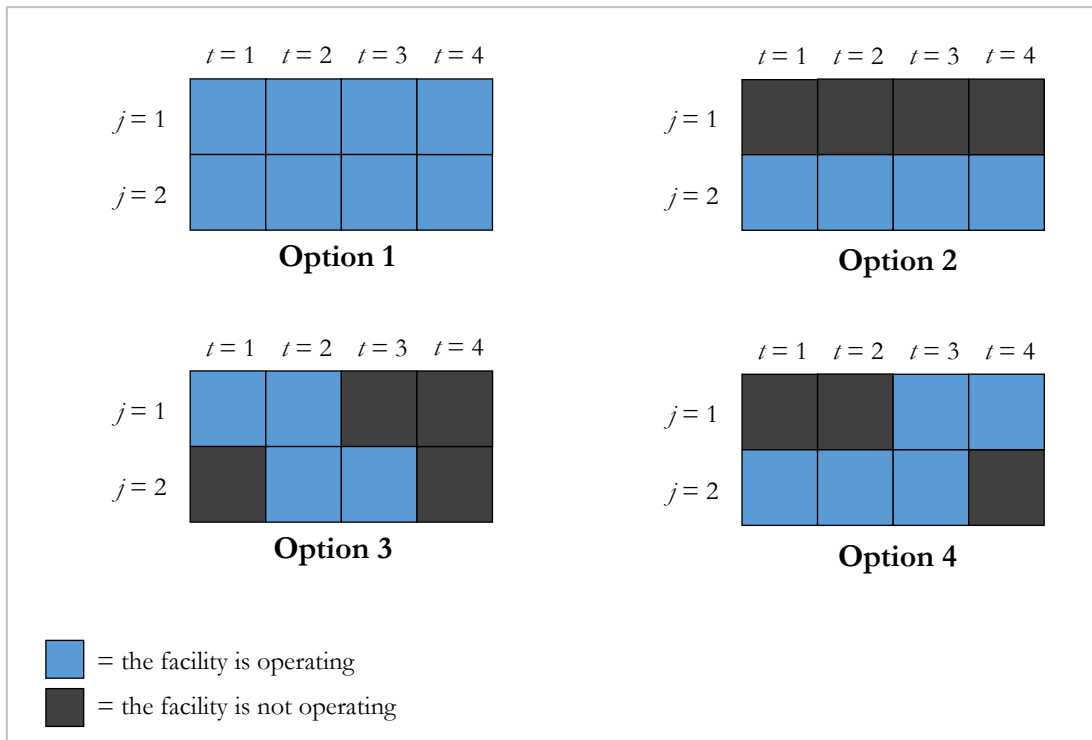 t = 1 t = 2 t = 3 t = 4
j = 1
j = 2
Option 1
t = 1 t = 2 t = 3 t = 4
j = 1
j = 2
Option 2
t = 1 t = 2 t = 3 t = 4
j = 1
j = 2
Option 3
t = 1 t = 2 t = 3 t = 4
j = 1
j = 2
Option 4
= the facility is operating
= the facility is not operating